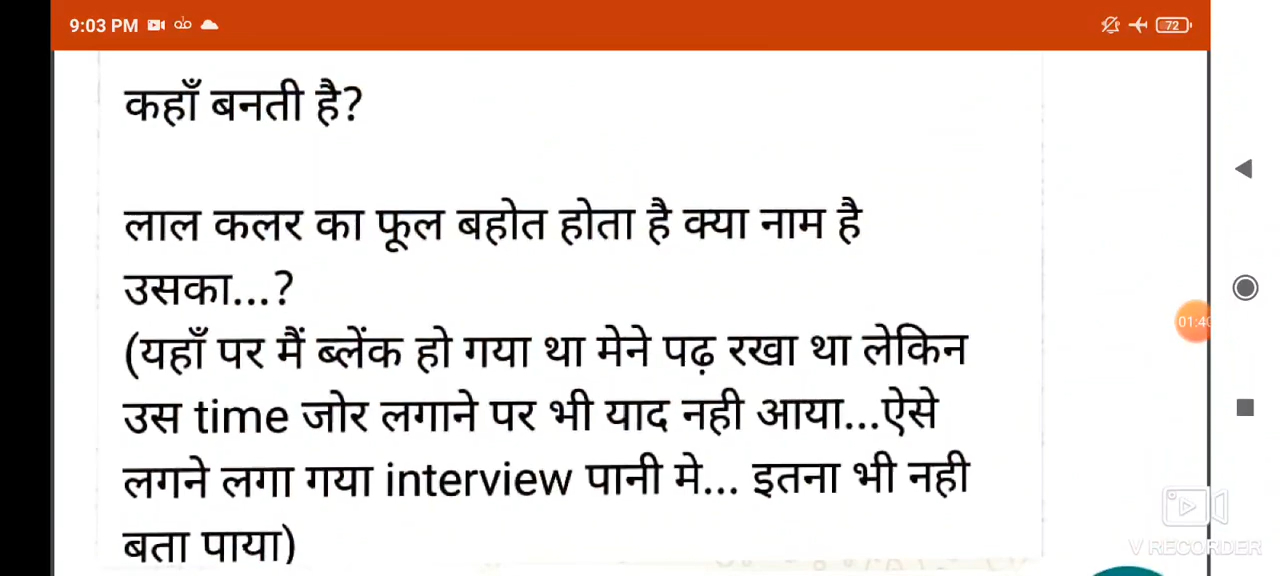 9:03 PM
72
कहाँ बनती है?
लाल कलर का फूल बहोत होता है क्या नाम है
उसका...?
(यहाँ पर मैं ब्लेंक हो गया था मेने पढ़ रखा था लेकिन
उस time जोर लगाने पर भी याद नही आया...ऐसे
लगने लगा गया interview पानी मे... इतना भी नही
बता पाया)
01:40
V RECORDER